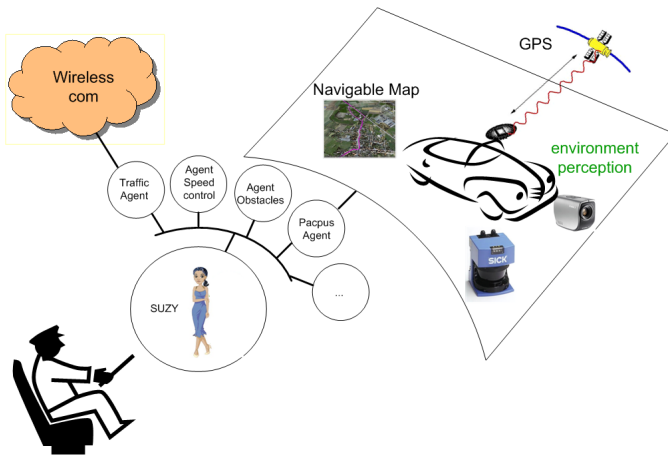 Wireless
com
GPS
Navigable Map
environment
perception
Traffic
Agent
Agent
Speed
control
Agent
Obstacles
Pacpus
Agent
...
SUZY
SICK